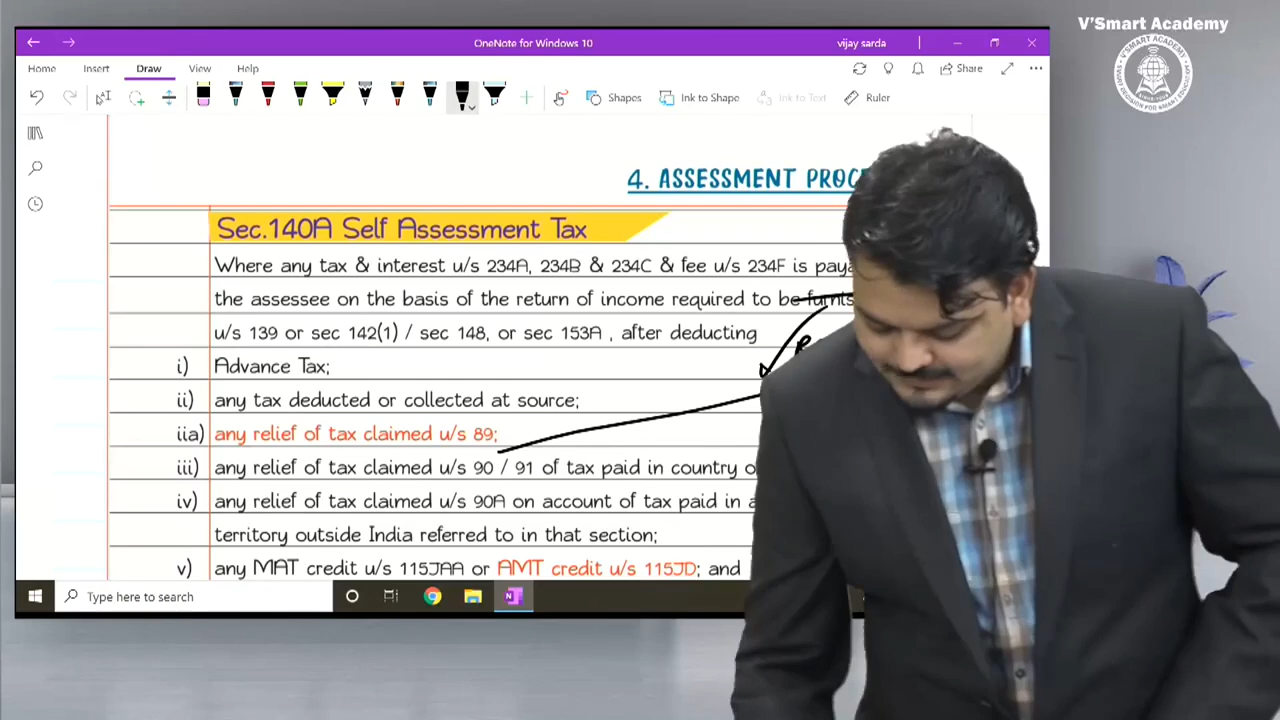 V'Smart Academy
OneNote for Windows 10
vijay sarda
Home Insert Draw View Help
Share
Shapes Ink to Shape Ink to Text Ruler
4. ASSESSMENT PROC
Sec.140A Self Assessment Tax
Where any tax & interest u/s 234A, 234B & 234C & fee u/s 234F is paya
the assessee on the basis of the return of income required to be furnis
u/s 139 or sec 142(1) / sec 148, or sec 153A , after deducting
i) Advance Tax;
ii) any tax deducted or collected at source;
iia) any relief of tax claimed u/s 89;
iii) any relief of tax claimed u/s 90 / 91 of tax paid in country o
iv) any relief of tax claimed u/s 90A on account of tax paid in a
territory outside India referred to in that section;
v) any MAT credit u/s 115JAA or AMT credit u/s 115JD; and
Type here to search